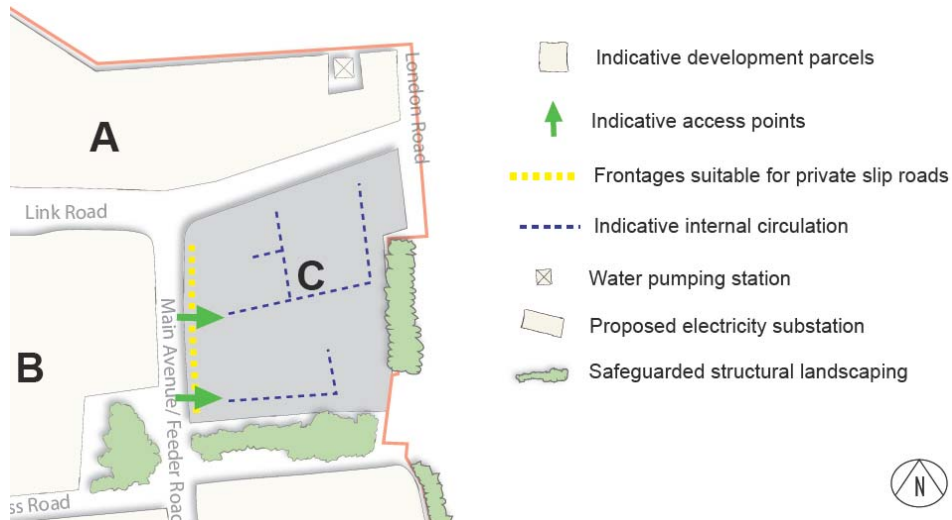 A
London Road
Link Road
C
Main Avenue/ Feeder Road
B
ss Road
Indicative development parcels
Indicative access points
Frontages suitable for private slip roads
Indicative internal circulation
Water pumping station
Proposed electricity substation
Safeguarded structural landscaping
N